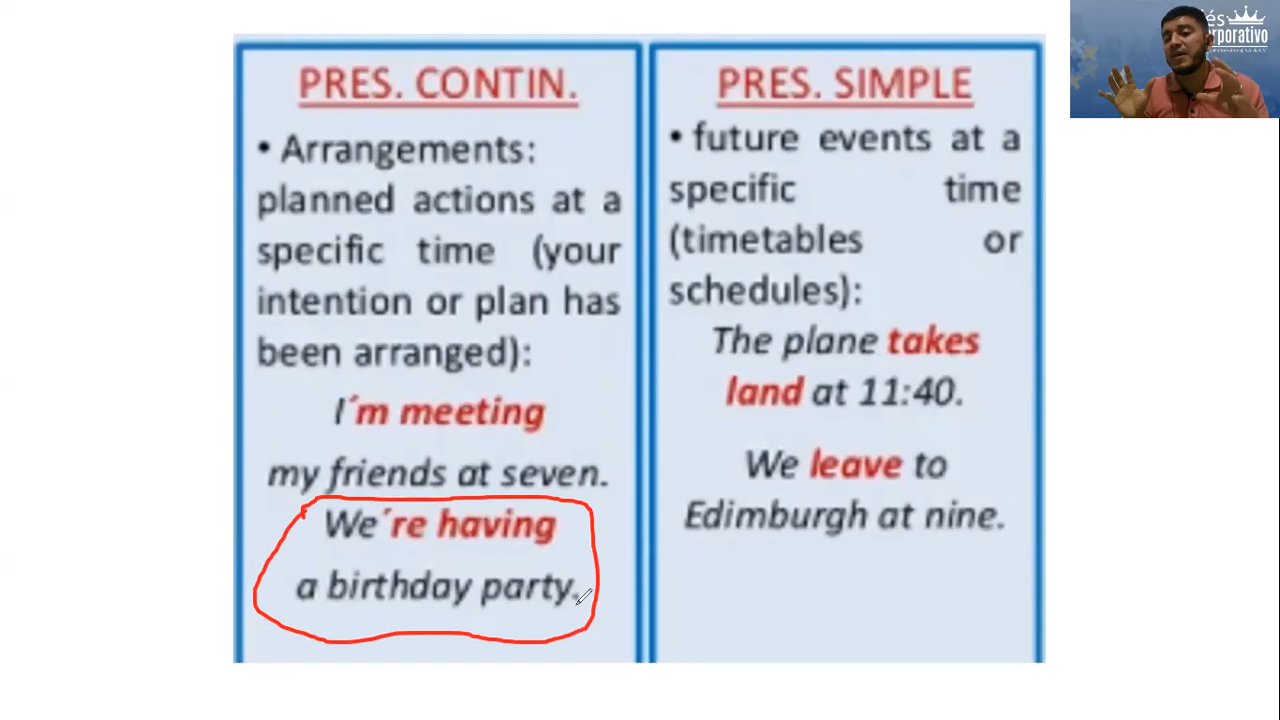 PRES. CONTIN.
• Arrangements:
planned actions at a
specific time (your
intention or plan has
been arranged):
I´m meeting
my friends at seven.
We´re having
a birthday party.
PRES. SIMPLE
• future events at a
specific time
(timetables or
schedules):
The plane takes
land at 11:40.
We leave to
Edimburgh at nine.
és
rporativo